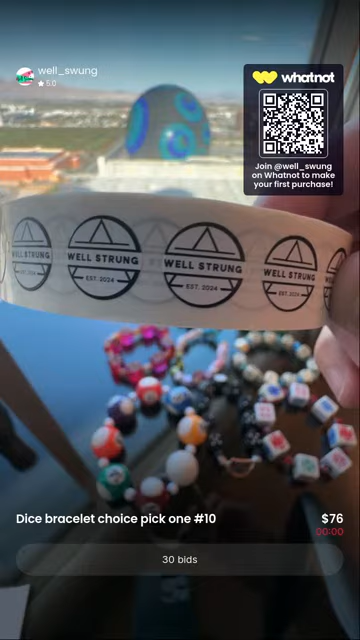 well_swung
5.0
whatnot
Join @well_swung
on Whatnot to make
your first purchase!
WELL STRUNG
EST. 2024
WELL STRUNG
EST. 2024
WELL STRUNG
EST. 2024
WELL STRUNG
EST. 2024
Dice bracelet choice pick one #10
$76
00:00
30 bids